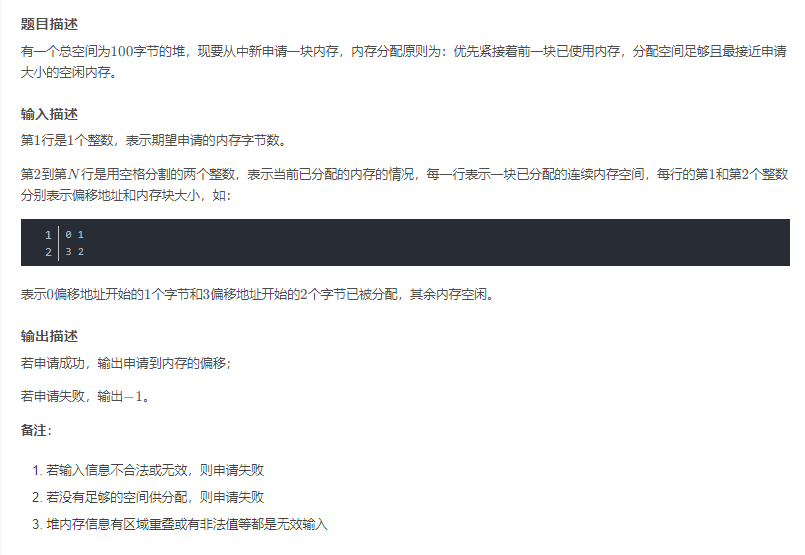 题目描述
有一个总空间为100字节的堆，现要从中新申请一块内存，内存分配原则为：优先紧接着前一块已使用内存，分配空间足够且最接近申请
大小的空闲内存。
输入描述
第1行是1个整数，表示期望申请的内存字节数。
第2到第N行是用空格分割的两个整数，表示当前已分配的内存的情况，每一行表示一块已分配的连续内存空间，每行的第1和第2个整数
分别表示偏移地址和内存块大小，如：
1 0 1
2 3 2
表示0偏移地址开始的1个字节和3偏移地址开始的2个字节已被分配，其余内存空闲。
输出描述
若申请成功，输出申请到内存的偏移；
若申请失败，输出−1。
备注：
1. 若输入信息不合法或无效，则申请失败
2. 若没有足够的空间供分配，则申请失败
3. 堆内存信息有区域重叠或有非法值等都是无效输入